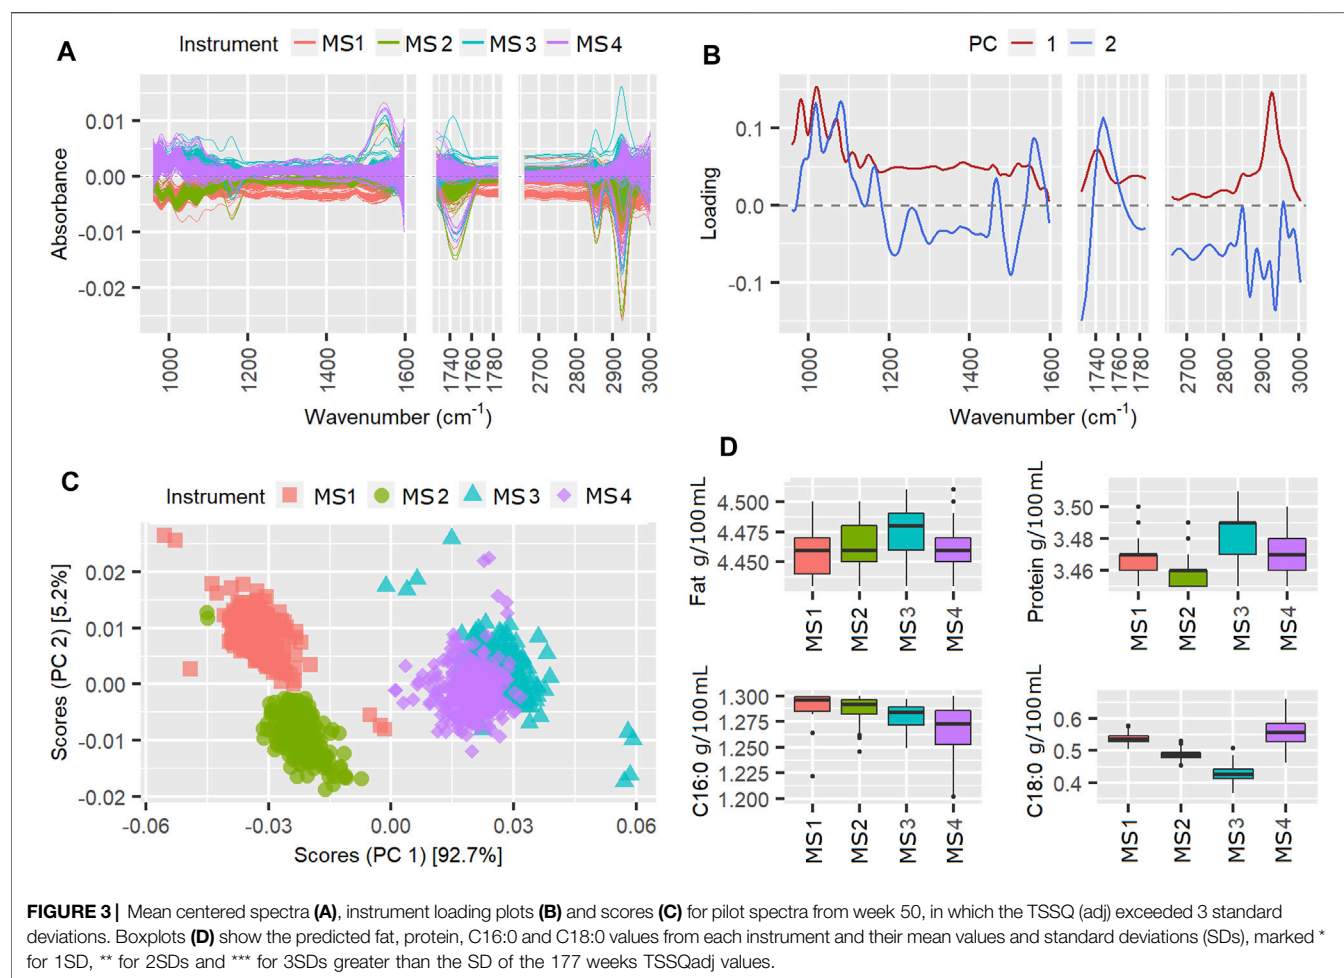 A
Instrument MS1 MS2 MS3 MS4
Absorbance
0.01
0.00
-0.01
-0.02
1000 1200 1400 1600 1740 1760 1780 2700 2800 2900 3000
Wavenumber (cm-1)
B
PC 1 2
Loading
0.1
0.0
-0.1
1000 1200 1400 1600 1740 1760 1780 2700 2800 2900 3000
Wavenumber (cm-1)
C
Instrument MS1 MS2 MS3 MS4
Scores (PC 2) [5.2%]
0.02
0.01
0.00
-0.01
-0.02
-0.06 -0.03 0.00 0.03 0.06
Scores (PC 1) [92.7%]
D
Fat g/100mL
4.500
4.475
4.450
MS1 MS2 MS3 MS4
Protein g/100mL
3.50
3.48
3.46
MS1 MS2 MS3 MS4
C16:0 g/100mL
1.300
1.275
1.250
1.225
1.200
MS1 MS2 MS3 MS4
C18:0 g/100mL
0.6
0.5
0.4
MS1 MS2 MS3 MS4
FIGURE 3 | Mean centered spectra (A), instrument loading plots (B) and scores (C) for pilot spectra from week 50, in which the TSSQ (adj) exceeded 3 standard
deviations. Boxplots (D) show the predicted fat, protein, C16:0 and C18:0 values from each instrument and their mean values and standard deviations (SDs), marked *
for 1SD, ** for 2SDs and *** for 3SDs greater than the SD of the 177 weeks TSSQadj values.